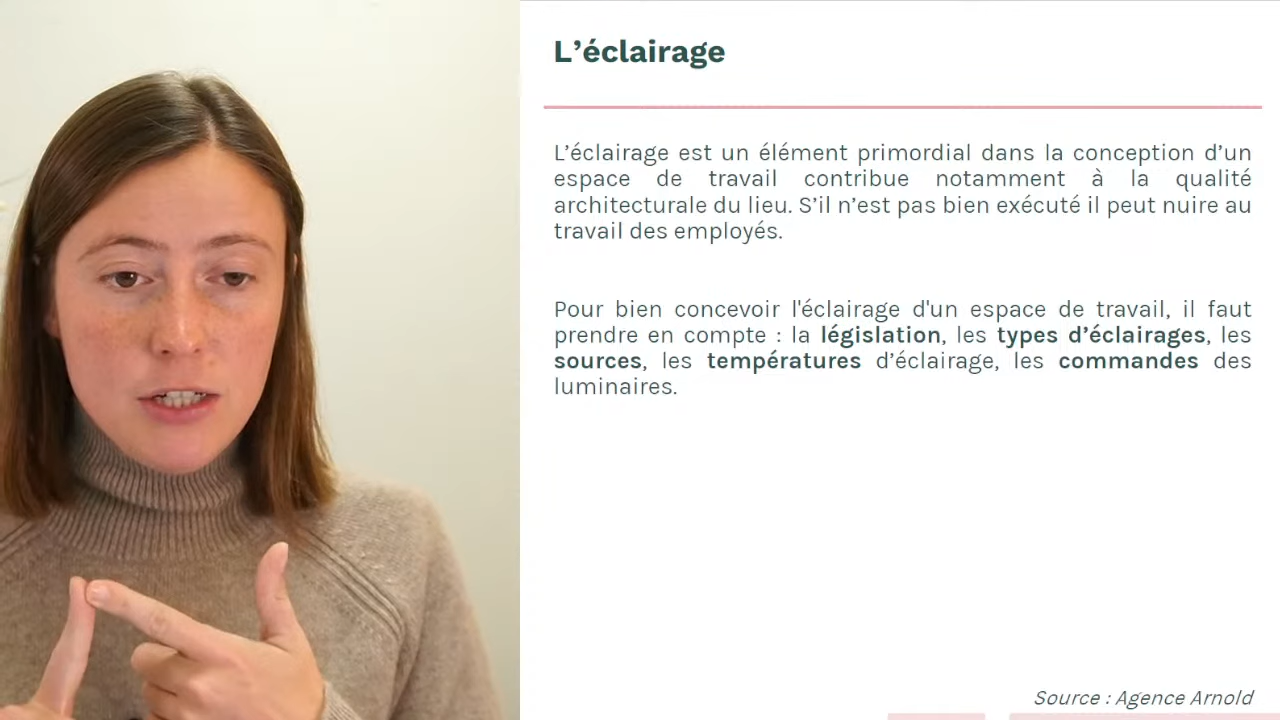 L’éclairage
L’éclairage est un élément primordial dans la conception d’un
espace de travail contribue notamment à la qualité
architecturale du lieu. S’il n’est pas bien exécuté il peut nuire au
travail des employés.
Pour bien concevoir l'éclairage d'un espace de travail, il faut
prendre en compte : la législation, les types d’éclairages, les
sources, les températures d’éclairage, les commandes des
luminaires.
Source : Agence Arnold